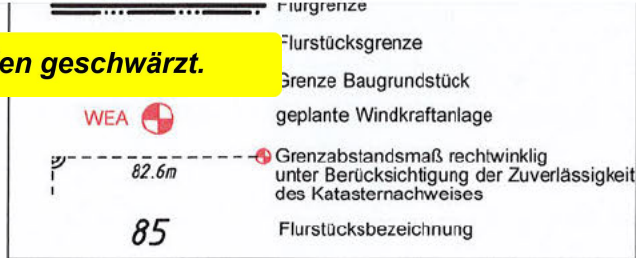 Flurgrenze
Flurstücksgrenze
en geschwärzt.
Grenze Baugrundstück
WEA geplante Windkraftanlage
82.6m Grenzabstandsmaß rechtwinklig
unter Berücksichtigung der Zuverlässigkeit
des Katasternachweises
85 Flurstücksbezeichnung